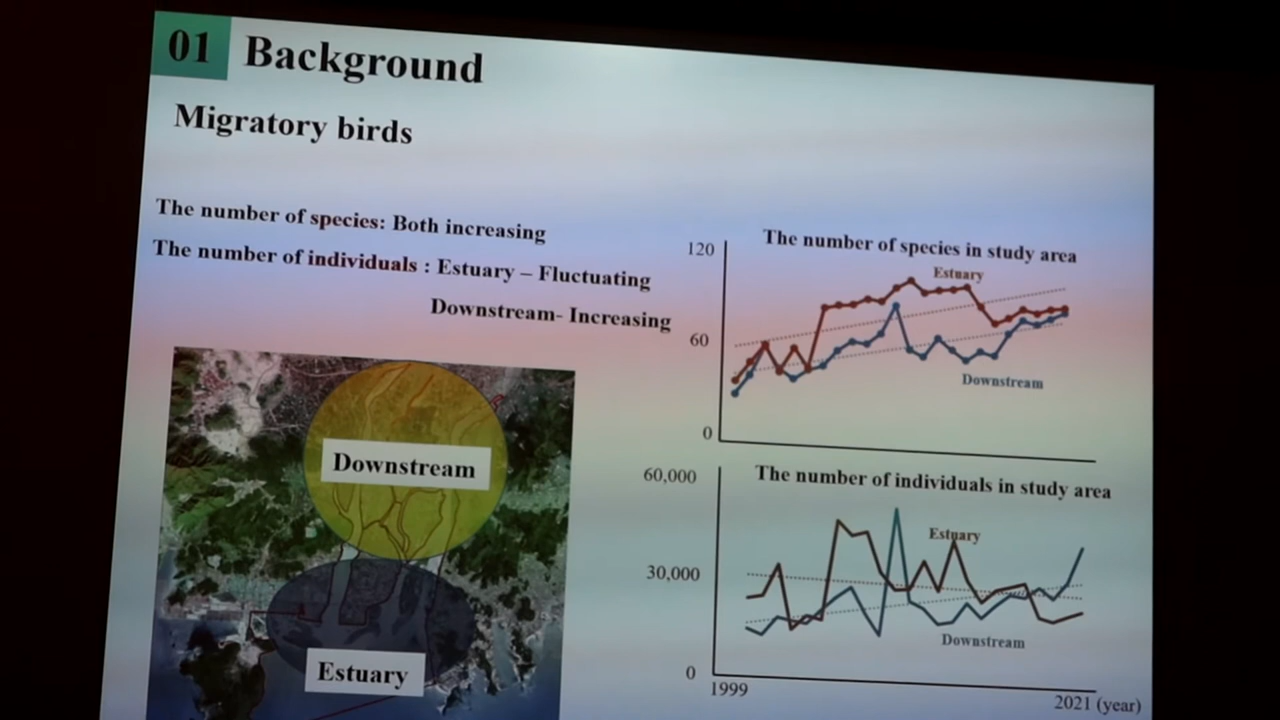 01 Background
Migratory birds
The number of species: Both increasing
The number of individuals : Estuary – Fluctuating
Downstream- Increasing
Downstream
Estuary
The number of species in study area
120
60
0
Estuary
Downstream
The number of individuals in study area
60,000
30,000
0
Estuary
Downstream
1999
2021 (year)